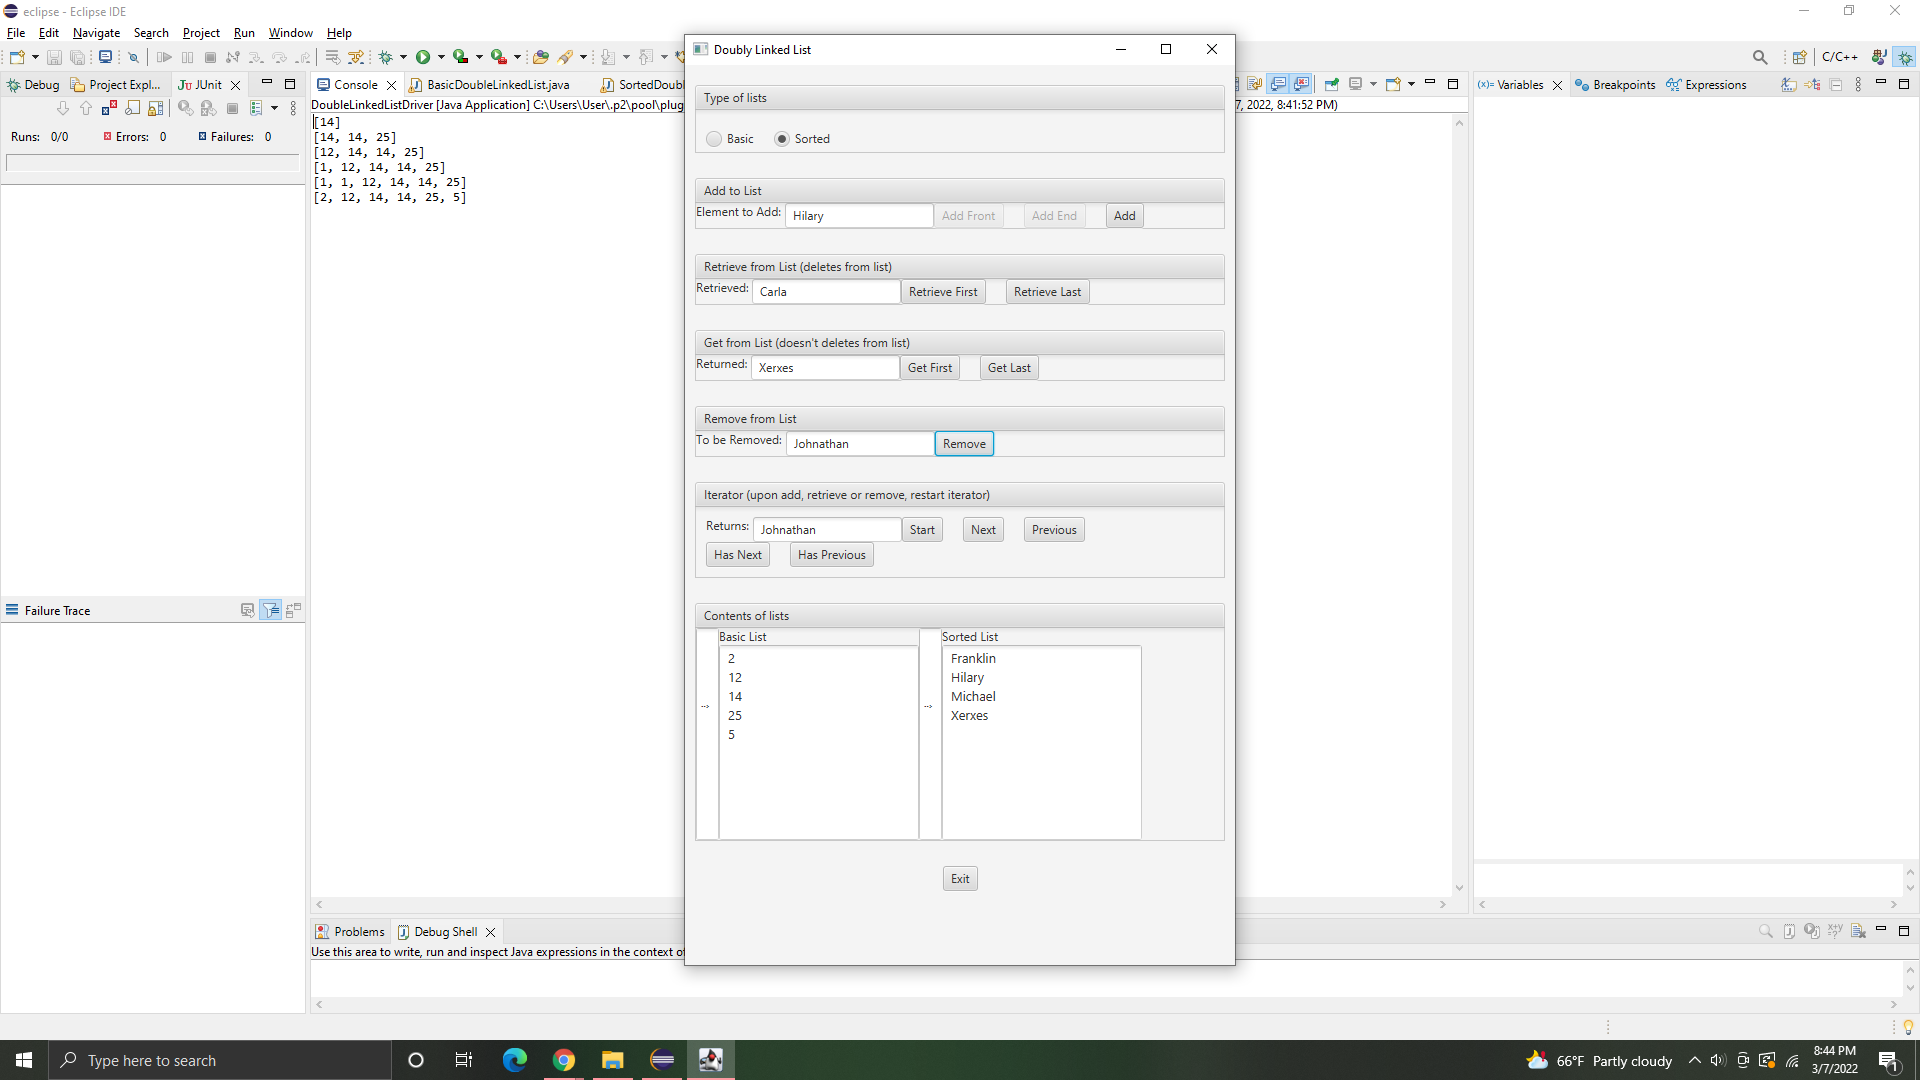 eclipse - Eclipse IDE
File Edit Navigate Search Project Run Window Help
C/C++
Debug Project Expl... JUnit
Runs: 0/0 Errors: 0 Failures: 0
Failure Trace
Console BasicDoubleLinkedList.java SortedDoubl
DoubleLinkedListDriver [Java Application] C:\Users\User\.p2\pool\plug
7, 2022, 8:41:52 PM)
[14]
[14, 14, 25]
[12, 14, 14, 25]
[1, 12, 14, 14, 25]
[1, 1, 12, 14, 14, 25]
[2, 12, 14, 14, 25, 5]
Doubly Linked List
Type of lists
Basic Sorted
Add to List
Element to Add: Hilary Add Front Add End Add
Retrieve from List (deletes from list)
Retrieved: Carla Retrieve First Retrieve Last
Get from List (doesn't deletes from list)
Returned: Xerxes Get First Get Last
Remove from List
To be Removed: Johnathan Remove
Iterator (upon add, retrieve or remove, restart iterator)
Returns: Johnathan Start Next Previous
Has Next Has Previous
Contents of lists
Basic List
2
12
14
25
5
Sorted List
Franklin
Hilary
Michael
Xerxes
Exit
(x)= Variables Breakpoints Expressions
Problems Debug Shell
Use this area to write, run and inspect Java expressions in the context of
Type here to search
66°F Partly cloudy
8:44 PM
3/7/2022
1